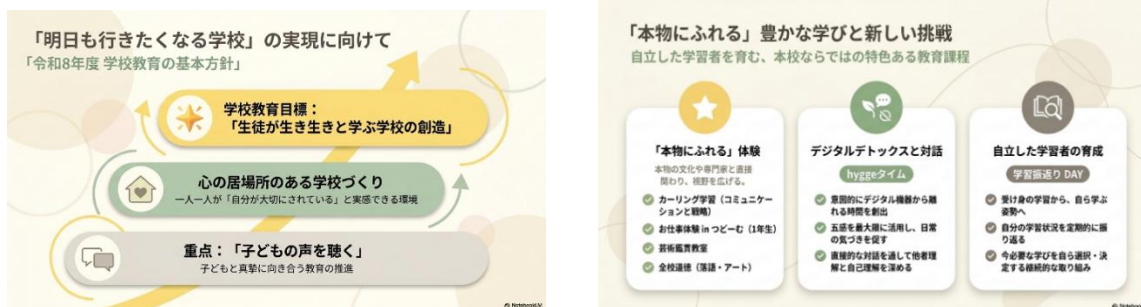 「明日も行きたくなる学校」の実現に向けて
「令和8年度 学校教育の基本方針」
学校教育目標：
「生徒が生き生きと学ぶ学校の創造」
心の居場所のある学校づくり
一人一人が「自分が大切にされている」と実感できる環境
重点：「子どもの声を聴く」
子どもと真摯に向き合う教育の推進
NotebookLM
「本物にふれる」豊かな学びと新しい挑戦
自立した学習者を育む、本校ならではの特色ある教育課程
「本物にふれる」体験
本物の文化や専門家と直接
関わり、視野を広げる。
カーリング学習（コミュニケー
ションと戦略）
お仕事体験 in つどーむ（1年生）
芸術鑑賞教室
全校道徳（落語・アート）
デジタルデトックスと対話
hyggeタイム
意図的にデジタル機器から離
れる時間を創出
五感を最大限に活用し、日常
の気づきを促す
直接的な対話を通して他者理
解と自己理解を深める
自立した学習者の育成
学習振返り DAY
受け身の学習から、自ら学ぶ
姿勢へ
自分の学習状況を定期的に振
り返る
今必要な学びを自ら選択・決
定する継続的な取り組み
NotebookLM